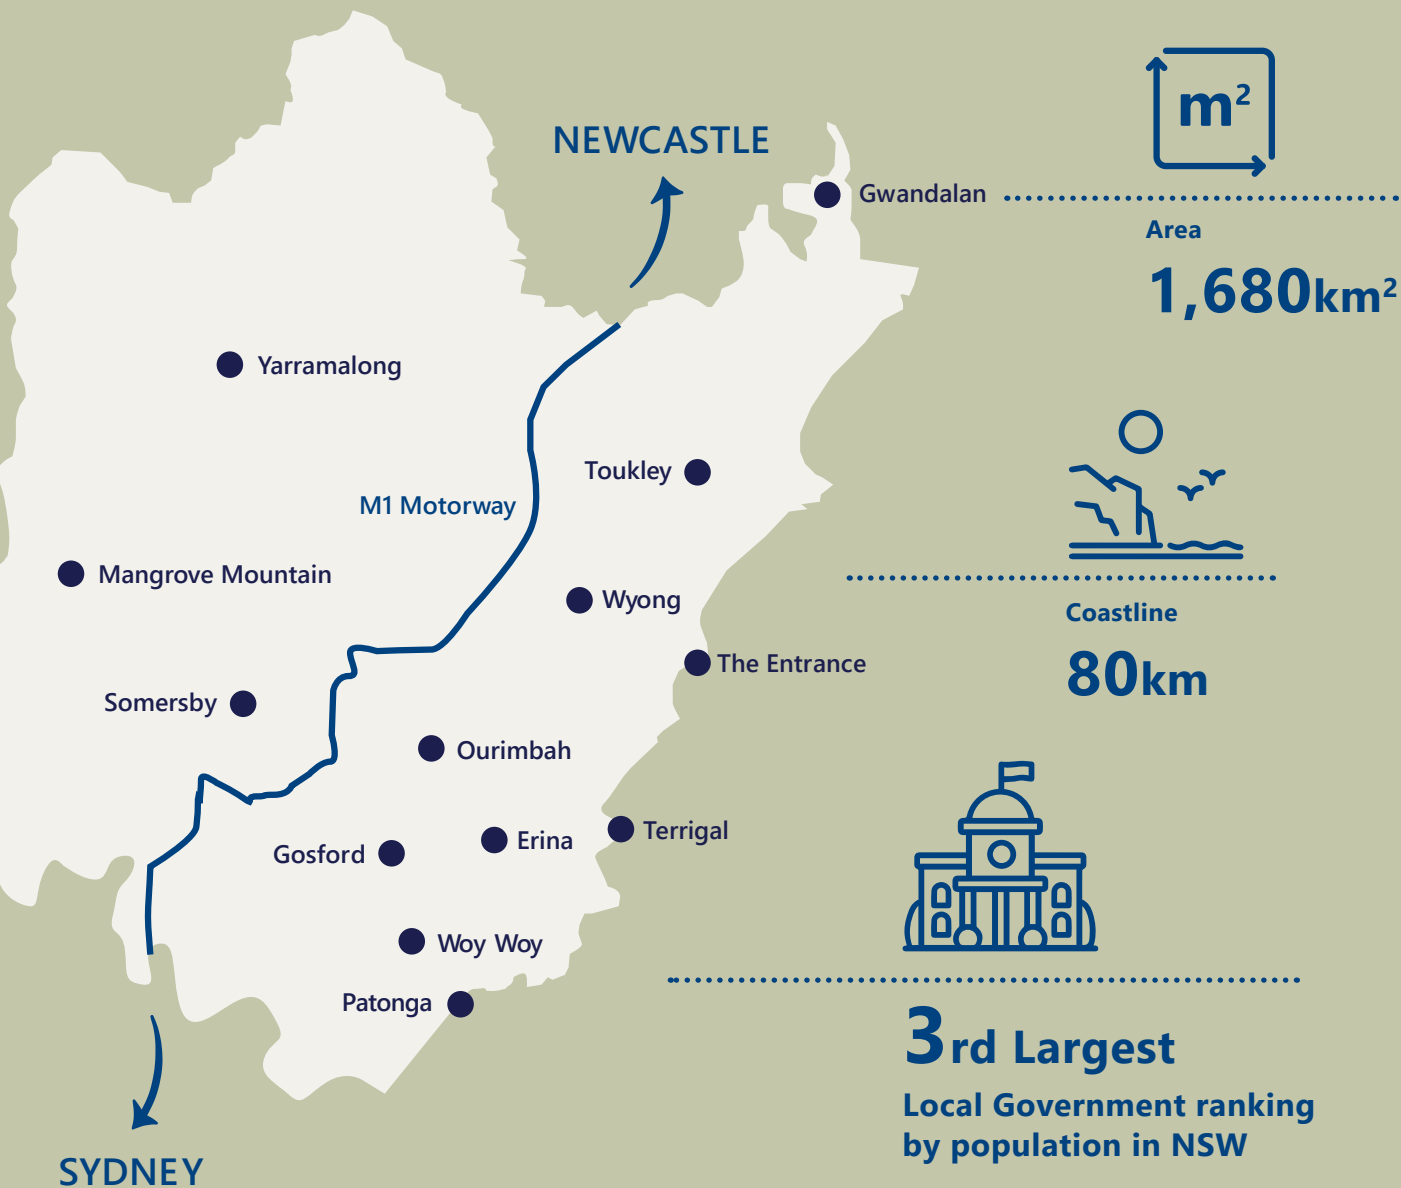 NEWCASTLE
m²
Gwandalan
Area
1,680km²
Yarramalong
Toukley
M1 Motorway
Mangrove Mountain
Wyong
Coastline
The Entrance
80km
Somersby
Ourimbah
Terrigal
Erina
Gosford
Woy Woy
Patonga
3rd Largest
Local Government ranking
by population in NSW
SYDNEY